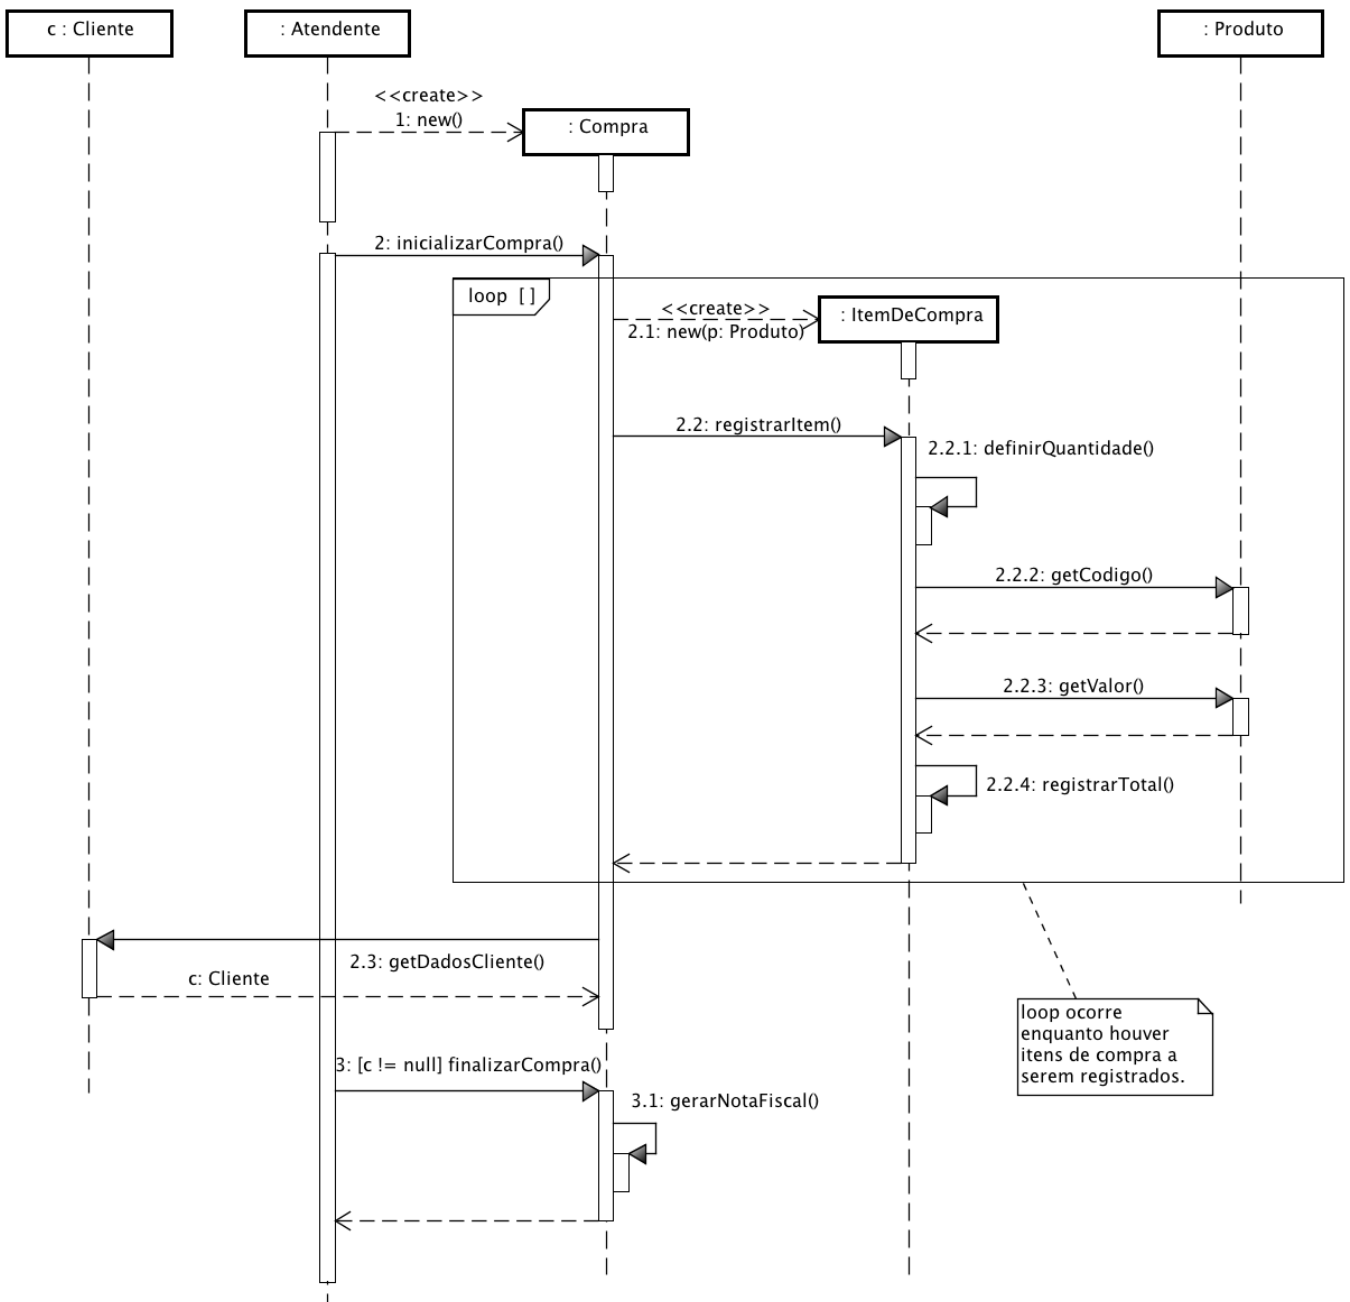 c : Cliente
: Atendente
: Produto
<<create>>
1: new()
: Compra
2: inicializarCompra()
loop [ ]
<<create>>
2.1: new(p: Produto)
: ItemDeCompra
2.2: registrarItem()
2.2.1: definirQuantidade()
2.2.2: getCodigo()
2.2.3: getValor()
2.2.4: registrarTotal()
2.3: getDadosCliente()
c: Cliente
loop ocorre
enquanto houver
itens de compra a
serem registrados.
3: [c != null] finalizarCompra()
3.1: gerarNotaFiscal()